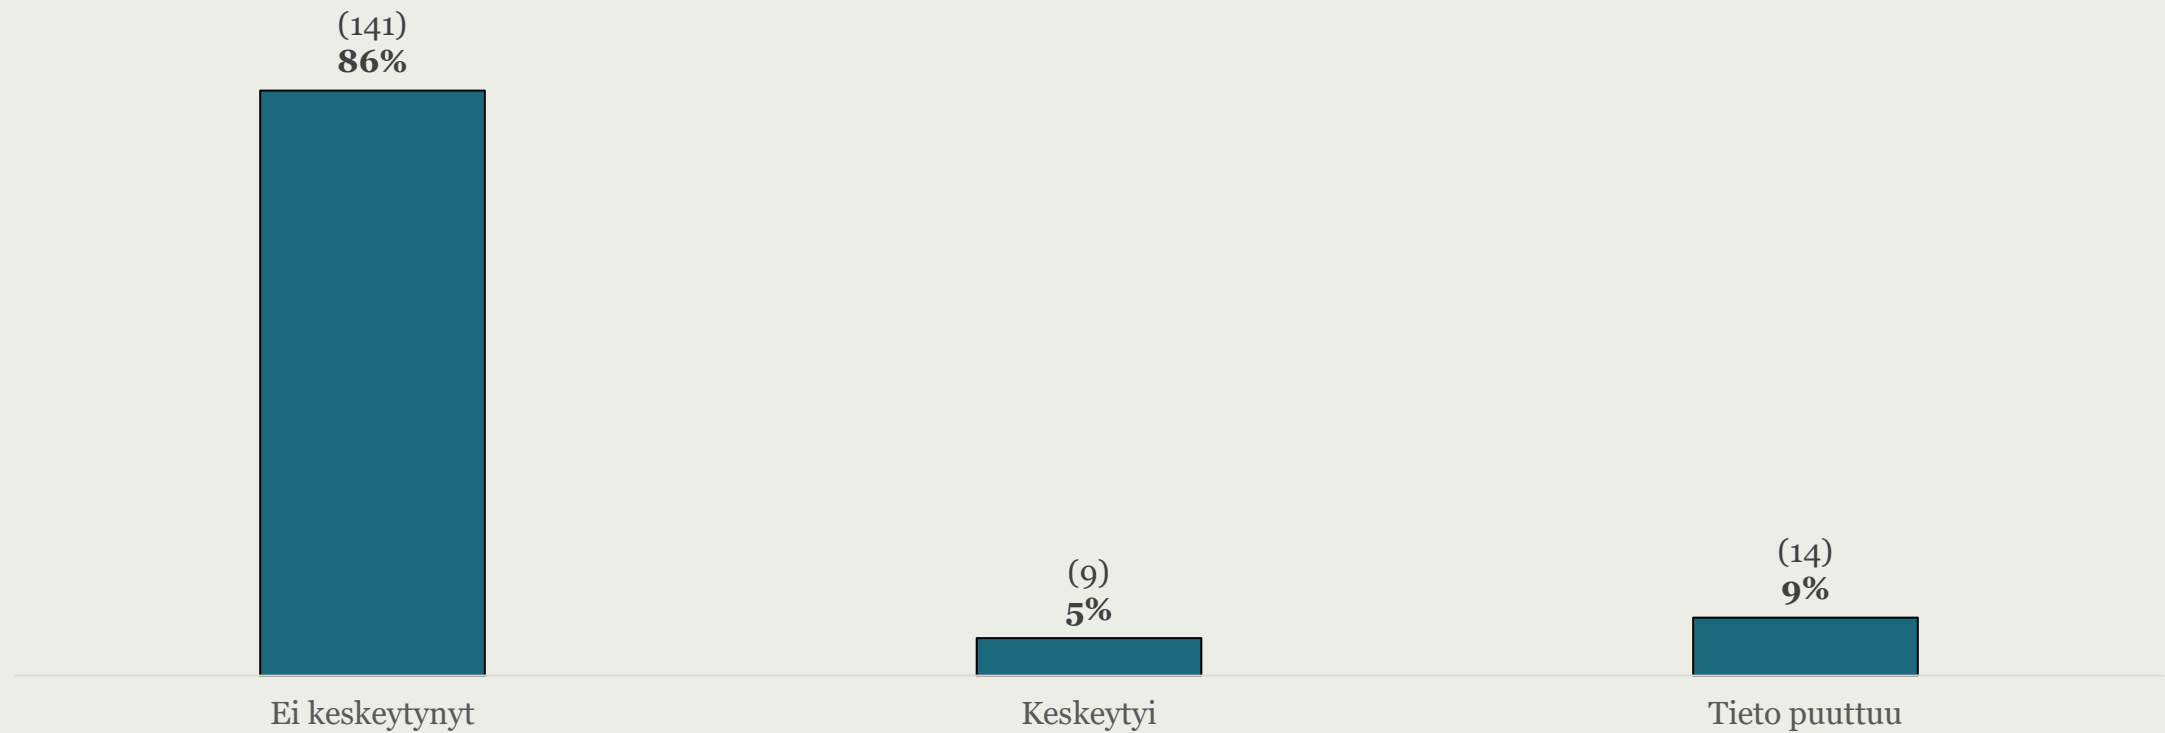 (141)
86%
(9)
5%
(14)
9%
Ei keskeytynyt
Keskeytyi
Tieto puuttuu